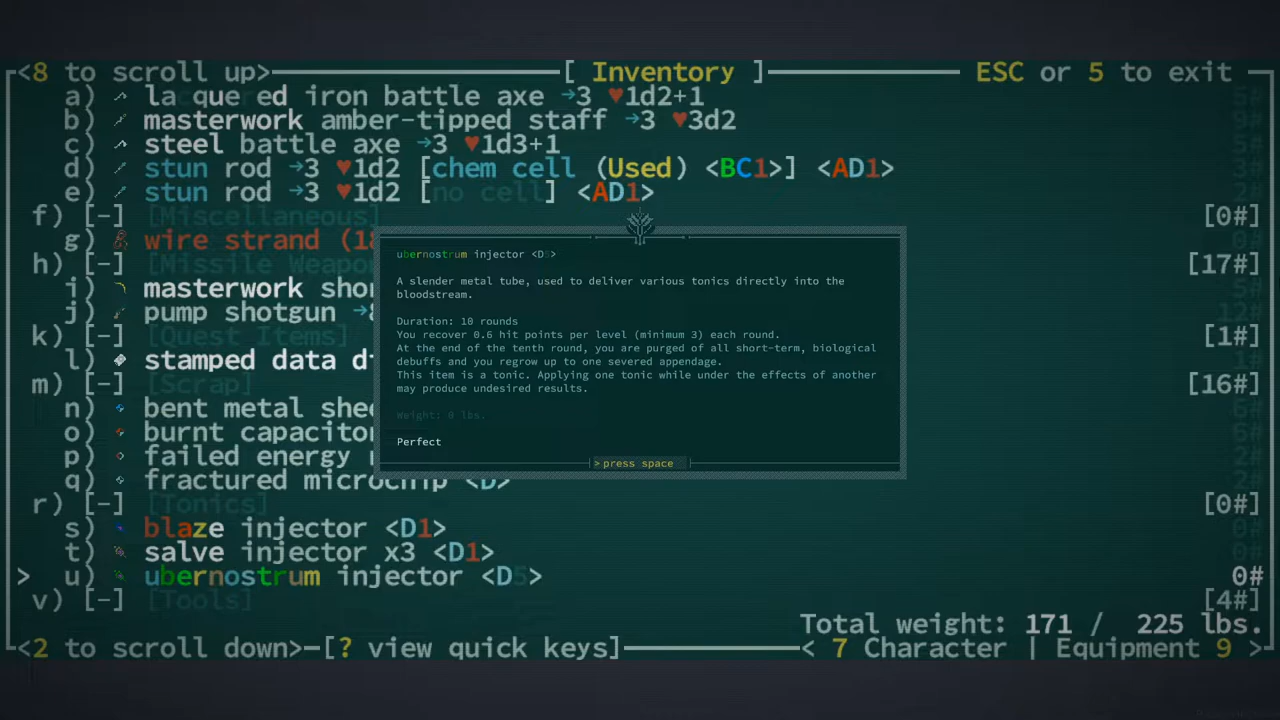 <8 to scroll up> [ Inventory ] ESC or 5 to exit
a) lacquered iron battle axe →3 ♥1d2+1
b) masterwork amber-tipped staff →3 ♥3d2
c) steel battle axe →3 ♥1d3+1
d) stun rod →3 ♥1d2 [chem cell (Used) <BC1>] <AD1>
e) stun rod →3 ♥1d2 [no cell] <AD1>
f) [-] [Miscellaneous] [0#]
g) wire strand (18
h) [-] [Missile Weapo [17#]
i) masterwork sho
j) pump shotgun →8
k) [-] [Quest Items] [1#]
l) stamped data d
m) [-] [Scrap] [16#]
n) bent metal shee
o) burnt capacito
p) failed energy
q) fractured microchip <D>
r) [-] [Tonics] [0#]
s) blaze injector <D1>
t) salve injector x3 <D1>
> u) ubernostrum injector <D5> 0#
v) [-] [Tools] [4#]
Total weight: 171 / 225 lbs.
<2 to scroll down> [? view quick keys] < 7 Character | Equipment 9 >
ubernostrum injector <D5>
A slender metal tube, used to deliver various tonics directly into the
bloodstream.
Duration: 10 rounds
You recover 0.6 hit points per level (minimum 3) each round.
At the end of the tenth round, you are purged of all short-term, biological
debuffs and you regrow up to one severed appendage.
This item is a tonic. Applying one tonic while under the effects of another
may produce undesired results.
Weight: 0 lbs.
Perfect
>press space